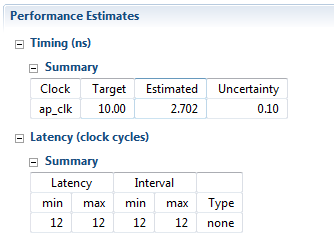 Performance Estimates
Timing (ns)
Summary
Clock Target Estimated Uncertainty
ap_clk 10.00 2.702 0.10
Latency (clock cycles)
Summary
Latency Interval
min max min max Type
12 12 12 12 none